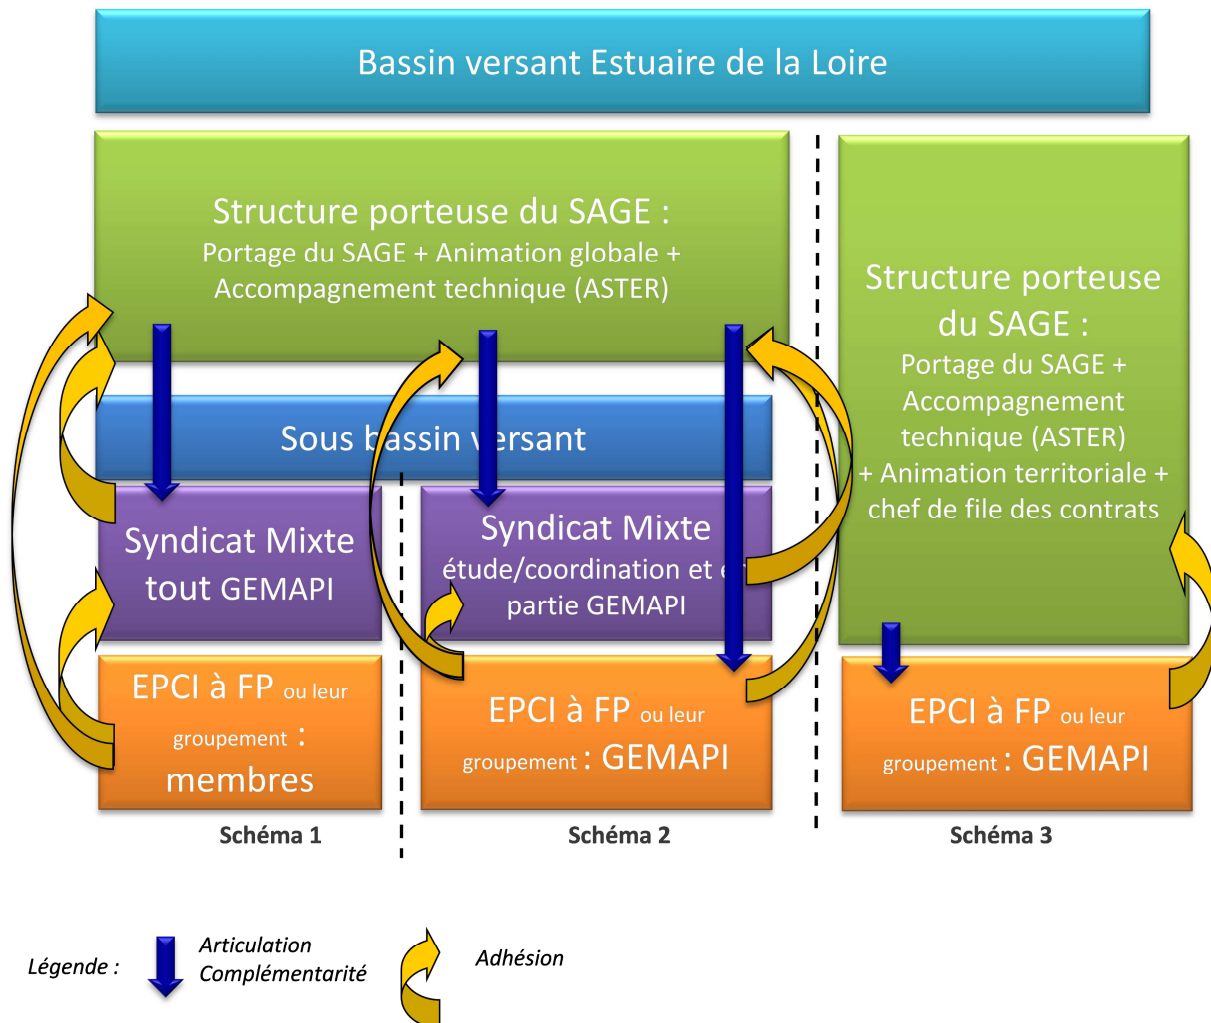 Bassin versant Estuaire de la Loire
Structure porteuse du SAGE :
Portage du SAGE + Animation globale +
Accompagnement technique (ASTER)
Structure porteuse
du SAGE :
Portage du SAGE +
Accompagnement
technique (ASTER)
+ Animation territoriale +
chef de file des contrats
Sous bassin versant
Syndicat Mixte
tout GEMAPI
Syndicat Mixte
étude/coordination et
partie GEMAPI
EPCI à FP ou leur
groupement :
membres
EPCI à FP ou leur
groupement : GEMAPI
EPCI à FP ou leur
groupement : GEMAPI
Schéma 1
Schéma 2
Schéma 3
Légende :
Articulation
Complémentarité
Adhésion